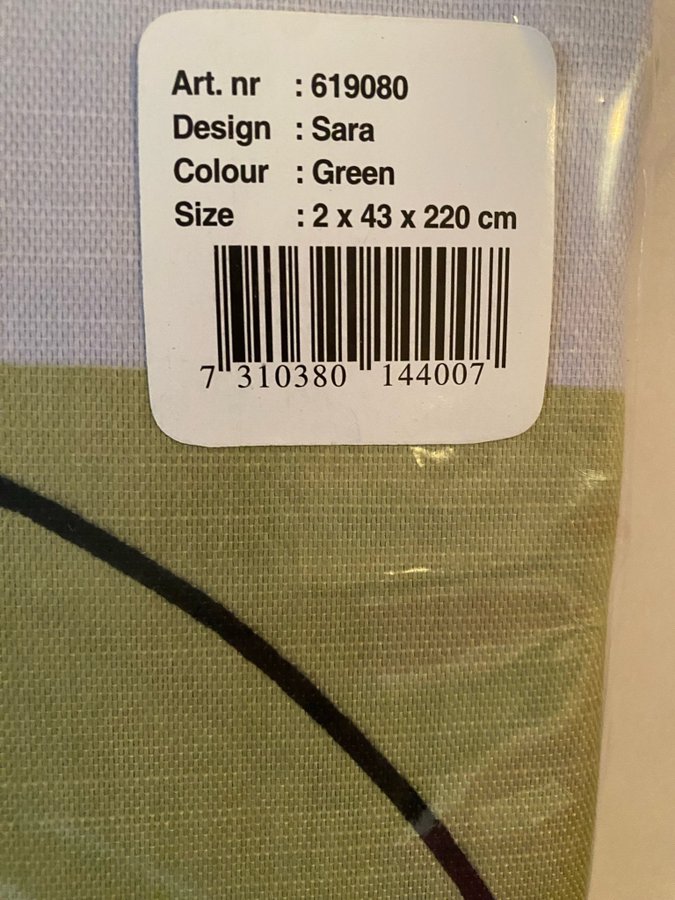 Art. nr : 619080
Design : Sara
Colour : Green
Size : 2 x 43 x 220 cm
7 310380 144007